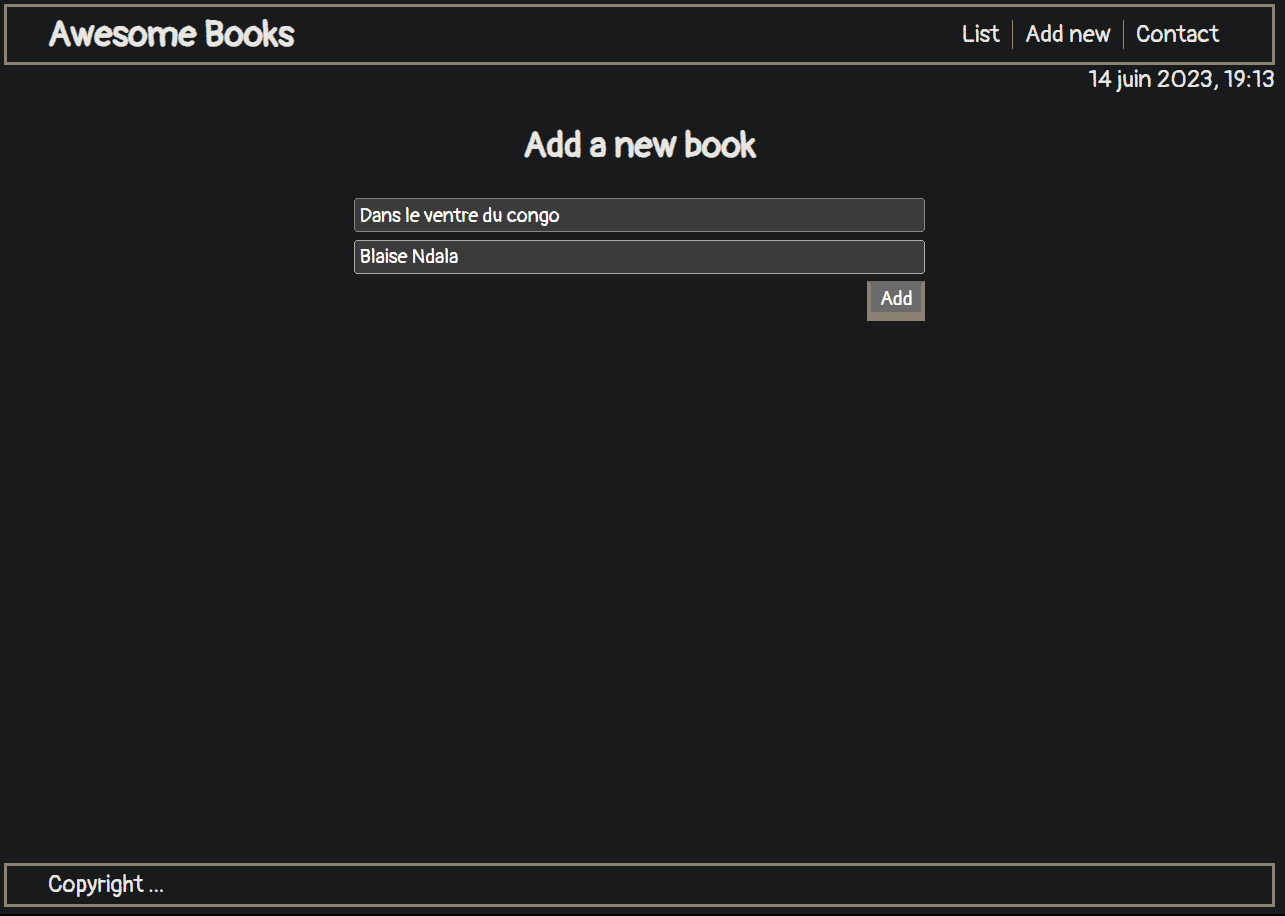 Awesome Books List Add new Contact
14 juin 2023, 19:13
Add a new book
Dans le ventre du congo
Blaise Ndala
Add
Copyright ...